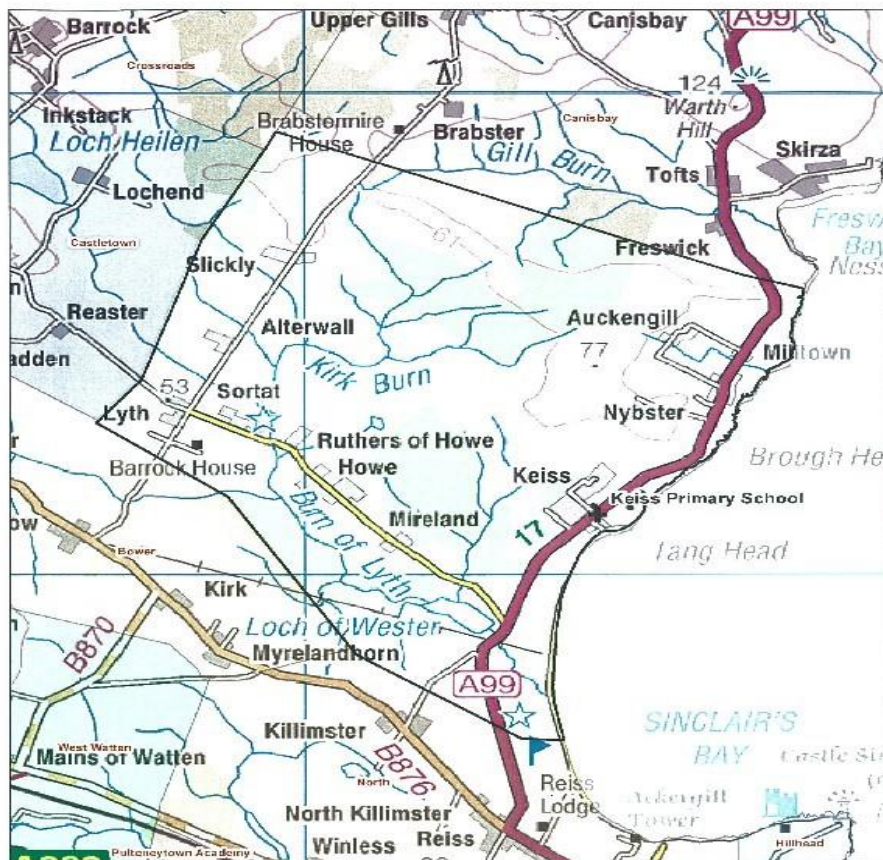 Barrock
Upper Gills
Canisbay
A99
Crossroads
124
Warth
Hill
Inkstack
Loch Heilen
Brabstermire
House
Brabster
Canisbay
Gill Burn
Skirza
Tofts
Lochend
Castletown
Freswick
Slickly
61
Reaster
Alterwall
Auckengill
77
Milltown
Kirk Burn
53
Sortat
Lyth
Nybster
Ruthers of Howe
Howe
Barrock House
Keiss
Keiss Primary School
Brough He
Mireland
17
Burn of Lyth
Tang Head
Bower
Kirk
Loch of Wester
B870
Myrelandhorn
A99
SINCLAIR'S
BAY
Killimster
West Watten
Mains of Watten
B876
North
Reiss
Lodge
Ackergill
Tower
North Killimster
Winless
Reiss
Pulteneytown Academy
Hillhead